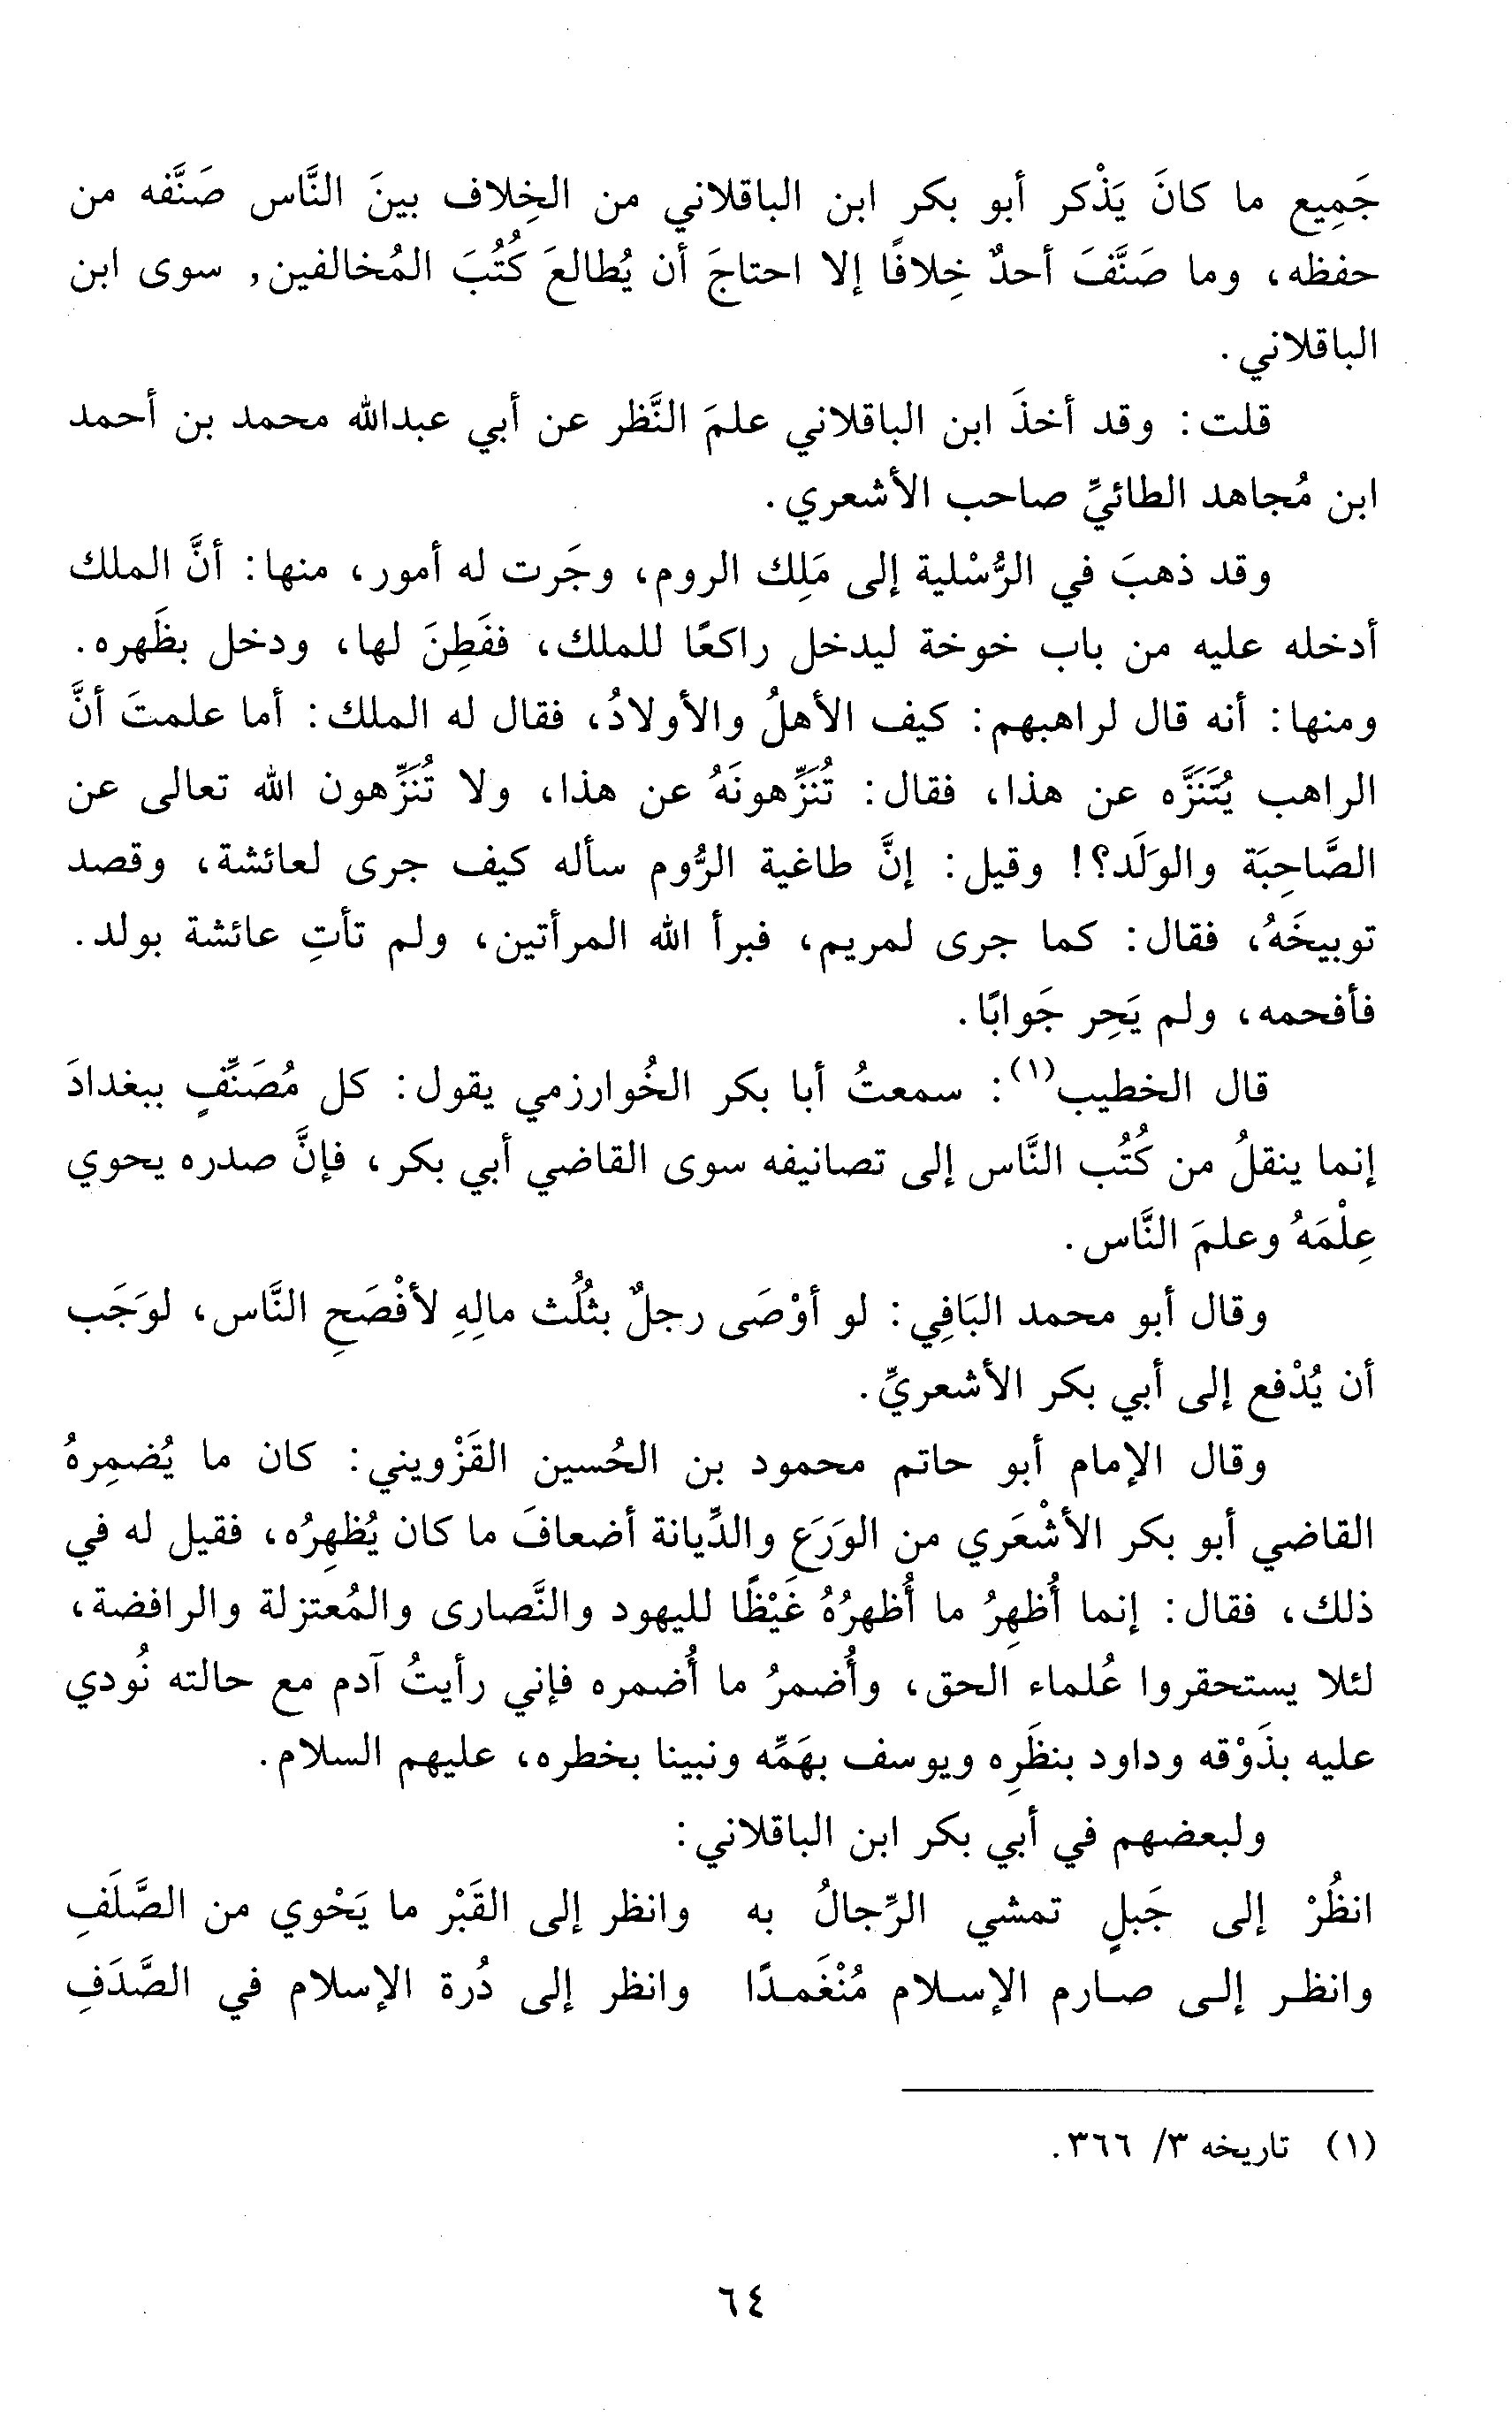 جَمِيع ما كانَ يَذْكر أبو بكر ابن الباقلاني من الخِلاف بينَ النَّاس صَنَّفه من
حفظه، وما صَنَّفَ أحدٌ خِلافًا إلا احتاجَ أن يُطالعَ كُتُبَ المُخالفين, سوى ابن
الباقلاني.
قلت: وقد أخذَ ابن الباقلاني علمَ النَّظر عن أبي عبدالله محمد بن أحمد
ابن مُجاهد الطائيِّ صاحب الأشعري.
وقد ذهبَ في الرُّسْلية إلى مَلِك الروم، وجَرت له أمور، منها: أنَّ الملك
أدخله عليه من باب خوخة ليدخل راكعًا للملك، ففَطِنَ لها، ودخل بظَهره.
ومنها: أنه قال لراهبهم: كيف الأهلُ والأولادُ، فقال له الملك: أما علمتَ أنَّ
الراهب يُتَنَزَّه عن هذا، فقال: تُنَزِّهونَهُ عن هذا، ولا تُنَزِّهون الله تعالى عن
الصَّاحِبَة والوَلَد؟! وقيل: إنَّ طاغية الرُّوم سأله كيف جرى لعائشة، وقصد
توبيخَهُ، فقال: كما جرى لمريم، فبرأ الله المرأتين، ولم تأتِ عائشة بولد.
فأفحمه، ولم يَحِر جَوابًا.
قال الخطيب(١): سمعتُ أبا بكر الخُوارزمي يقول: كل مُصَنِّفٍ ببغدادَ
إنما ينقلُ من كُتُب النَّاس إلى تصانيفه سوى القاضي أبي بكر، فإنَّ صدره يحوي
عِلْمَهُ وعلمَ النَّاس.
وقال أبو محمد البَافِي: لو أوْصَى رجلٌ بثُلُث مالِهِ لأفْصَحِ النَّاس، لوَجَب
أن يُدْفع إلى أبي بكر الأشعريِّ.
وقال الإمام أبو حاتم محمود بن الحُسين القَزْويني: كان ما يُضمِرهُ
القاضي أبو بكر الأشْعَري من الوَرَع والدِّيانة أضعافَ ما كان يُظهِرُه، فقيل له في
ذلك، فقال: إنما أُظهِرُ ما أُظهرُهُ غَيْظًا لليهود والنَّصارى والمُعتزلة والرافضة،
لئلا يستحقروا عُلماء الحق، وأُضمرُ ما أُضمره فإني رأيتُ آدم مع حالته نُودي
عليه بذَوْقه وداود بنظَرِه ويوسف بهَمِّه ونبينا بخطره، عليهم السلام.
ولبعضهم في أبي بكر ابن الباقلاني:
انظُرْ إلى جَبلٍ تمشي الرِّجالُ به وانظر إلى القَبْر ما يَحْوي من الصَّلَفِ
وانظر إلى صارم الإسلام مُنْغَمدًا وانظر إلى دُرة الإسلام في الصَّدَفِ
(١) تاريخه ٣/ ٣٦٦.
٦٤